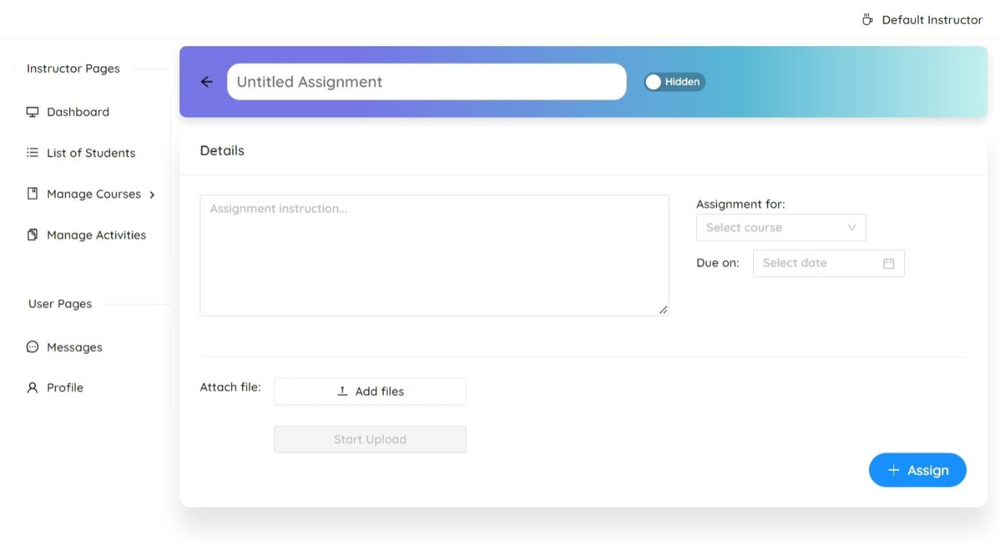 Default Instructor
Instructor Pages
Dashboard
List of Students
Manage Courses
Manage Activities
User Pages
Messages
Profile
Untitled Assignment
Hidden
Details
Assignment instruction...
Assignment for:
Select course
Due on:
Select date
Attach file:
Add files
Start Upload
Assign